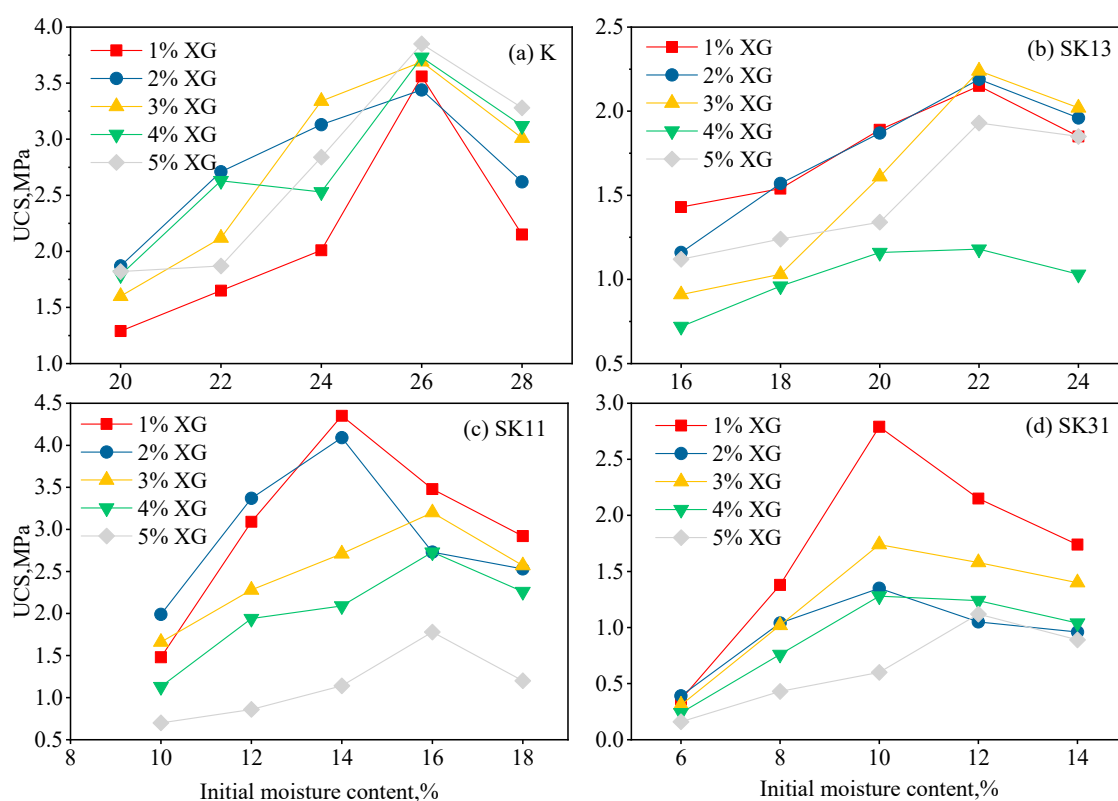 (a) K
1% XG
2% XG
3% XG
4% XG
5% XG
4.0
3.5
3.0
2.5
2.0
1.5
1.0
UCS,MPa
20 22 24 26 28
(b) SK13
1% XG
2% XG
3% XG
4% XG
5% XG
2.5
2.0
1.5
1.0
0.5
16 18 20 22 24
(c) SK11
1% XG
2% XG
3% XG
4% XG
5% XG
4.5
4.0
3.5
3.0
2.5
2.0
1.5
1.0
0.5
UCS,MPa
8 10 12 14 16 18
Initial moisture content,%
(d) SK31
1% XG
2% XG
3% XG
4% XG
5% XG
3.0
2.5
2.0
1.5
1.0
0.5
0.0
6 8 10 12 14
Initial moisture content,%